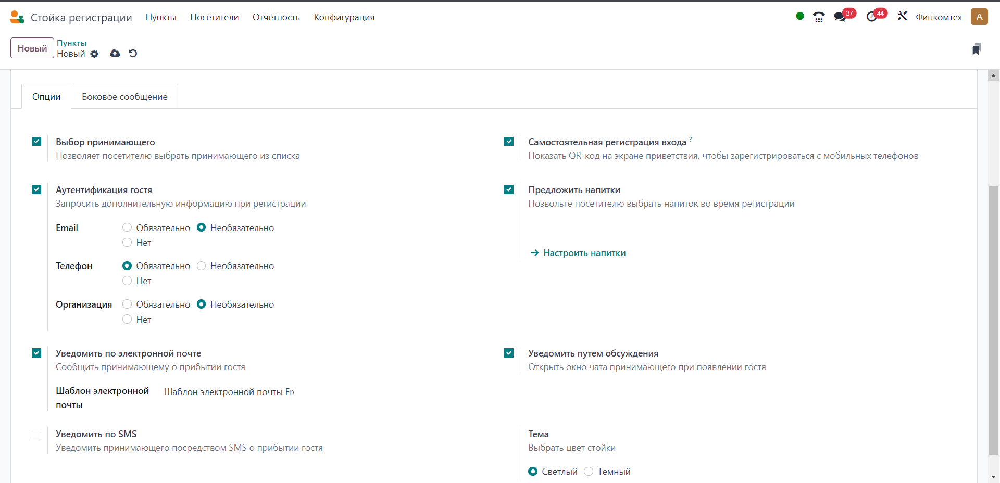 Стойка регистрации Пункты Посетители Отчетность Конфигурация 27 44 Финкомтех А
Новый Пункты
Новый
Опции Боковое сообщение
Выбор принимающего
Позволяет посетителю выбрать принимающего из списка
Самостоятельная регистрация входа ?
Показать QR-код на экране приветствия, чтобы зарегистрироваться с мобильных телефонов
Аутентификация гостя
Запросить дополнительную информацию при регистрации
Email Обязательно Необязательно
Нет
Телефон Обязательно Необязательно
Нет
Организация Обязательно Необязательно
Нет
Предложить напитки
Позвольте посетителю выбрать напиток во время регистрации
Настроить напитки
Уведомить по электронной почте
Сообщить принимающему о прибытии гостя
Шаблон электронной Шаблон электронной почты Fr
почты
Уведомить путем обсуждения
Открыть окно чата принимающего при появлении гостя
Уведомить по SMS
Уведомить принимающего посредством SMS о прибытии гостя
Тема
Выбрать цвет стойки
Светлый Темный